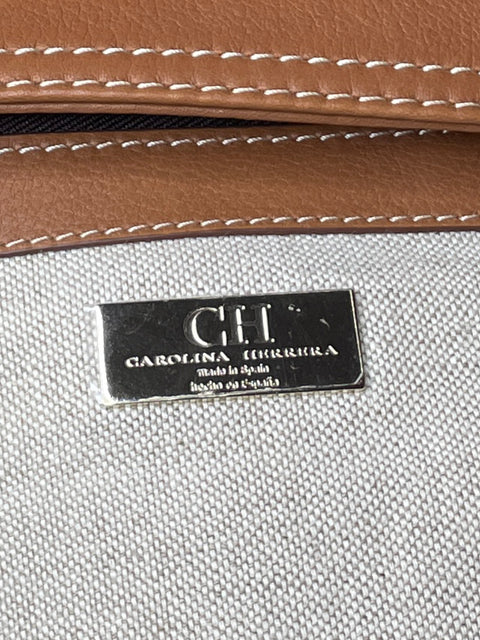 CH
CAROLINA HERRERA
Made in Spain
Hecho en España